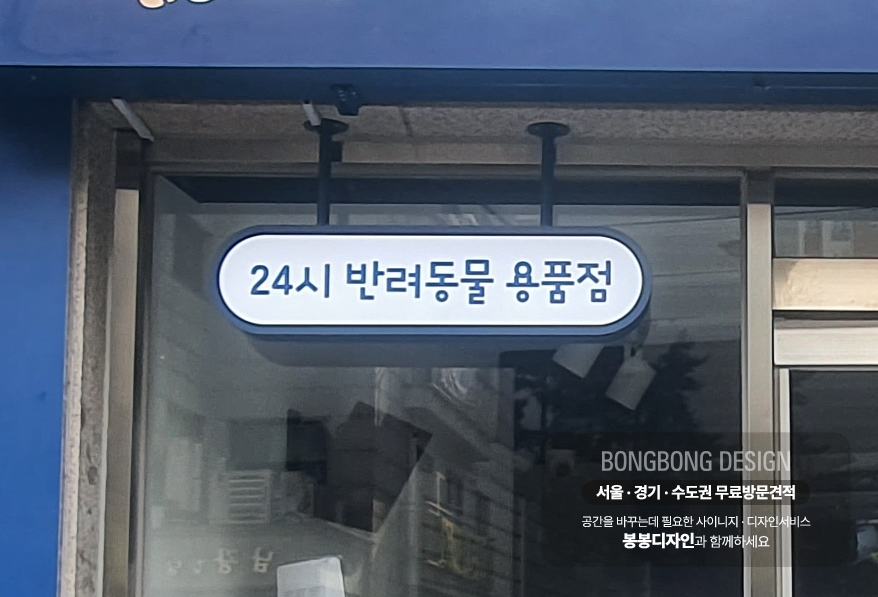 24시 반려동물 용품점
BONGBONG DESIGN
서울 · 경기 · 수도권 무료방문견적
공간을 바꾸는데 필요한 사이니지 · 디자인서비스
봉봉디자인과 함께하세요